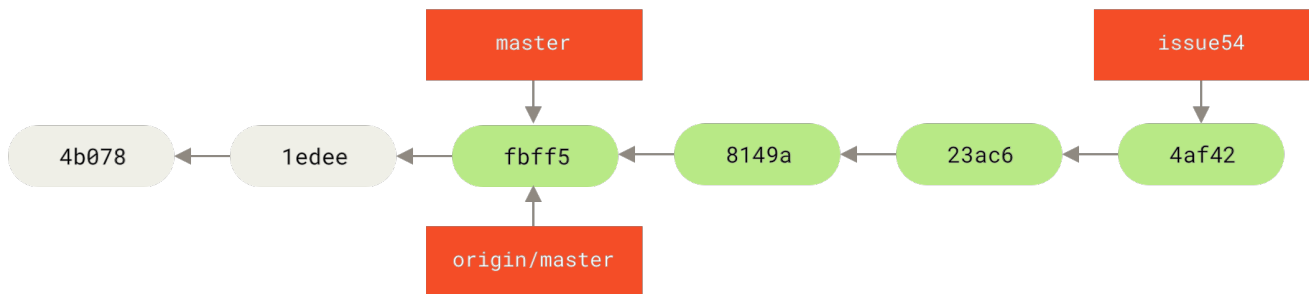 master
issue54
4b078
1edee
fbff5
8149a
23ac6
4af42
origin/master